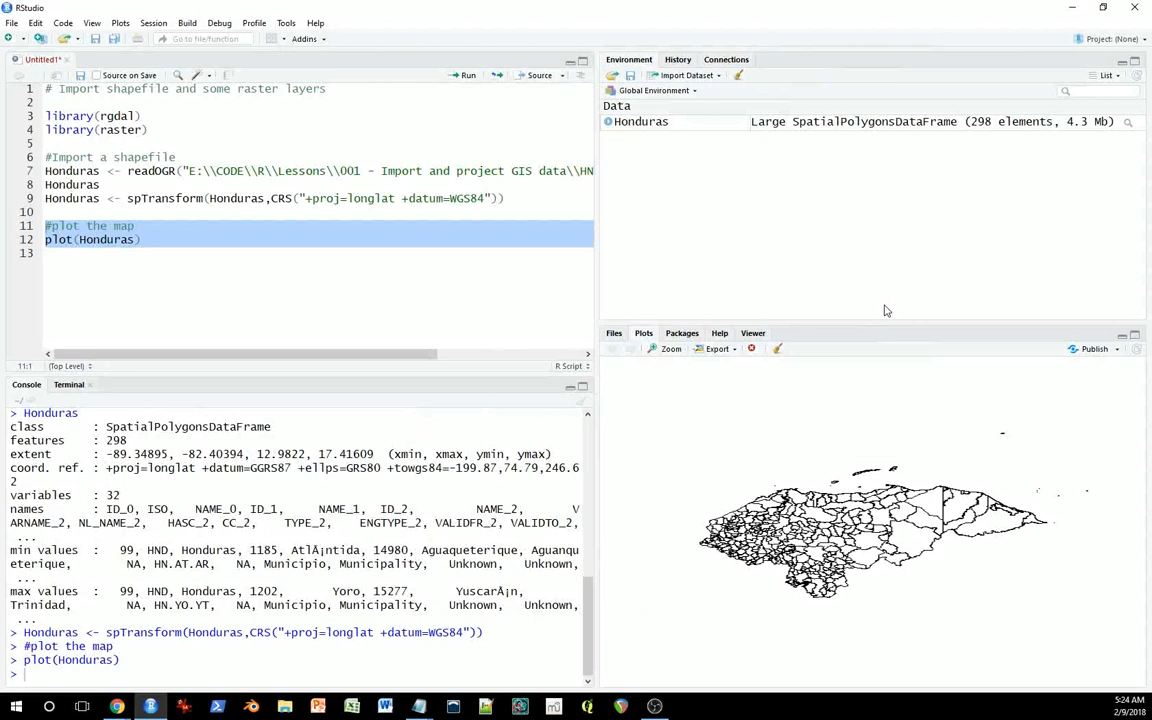 RStudio
File Edit Code View Plots Session Build Debug Profile Tools Help
Go to file/function Addins Project: (None)
Untitled1*
Source on Save Run Source
1 # Import shapefile and some raster layers
2
3 library(rgdal)
4 library(raster)
5
6 #Import a shapefile
7 Honduras <- readOGR("E:\\CODE\\R\\Lessons\\001 - Import and project GIS data\\HN
8 Honduras
9 Honduras <- spTransform(Honduras,CRS("+proj=longlat +datum=WGS84"))
10
11 #plot the map
12 plot(Honduras)
13
11:1 (Top Level) R Script
Console Terminal
~/
> Honduras
class : SpatialPolygonsDataFrame
features : 298
extent : -89.34895, -82.40394, 12.9822, 17.41609 (xmin, xmax, ymin, ymax)
coord. ref. : +proj=longlat +datum=GGRS87 +ellps=GRS80 +towgs84=-199.87,74.79,246.6
2
variables : 32
names : ID_0, ISO, NAME_0, ID_1, NAME_1, ID_2, NAME_2, V
ARNAME_2, NL_NAME_2, HASC_2, CC_2, TYPE_2, ENGTYPE_2, VALIDFR_2, VALIDTO_2,
...
min values : 99, HND, Honduras, 1185, AtlÃ¡ntida, 14980, Aguaqueterique, Aguanqu
eterique, NA, HN.AT.AR, NA, Municipio, Municipality, Unknown, Unknown,
...
max values : 99, HND, Honduras, 1202, Yoro, 15277, YuscarÃ¡n,
Trinidad, NA, HN.YO.YT, NA, Municipio, Municipality, Unknown, Unknown,
...
> Honduras <- spTransform(Honduras,CRS("+proj=longlat +datum=WGS84"))
> #plot the map
> plot(Honduras)
>
Environment History Connections
Import Dataset List
Global Environment
Data
Honduras Large SpatialPolygonsDataFrame (298 elements, 4.3 Mb)
Files Plots Packages Help Viewer
Zoom Export Publish
5:24 AM
2/9/2018